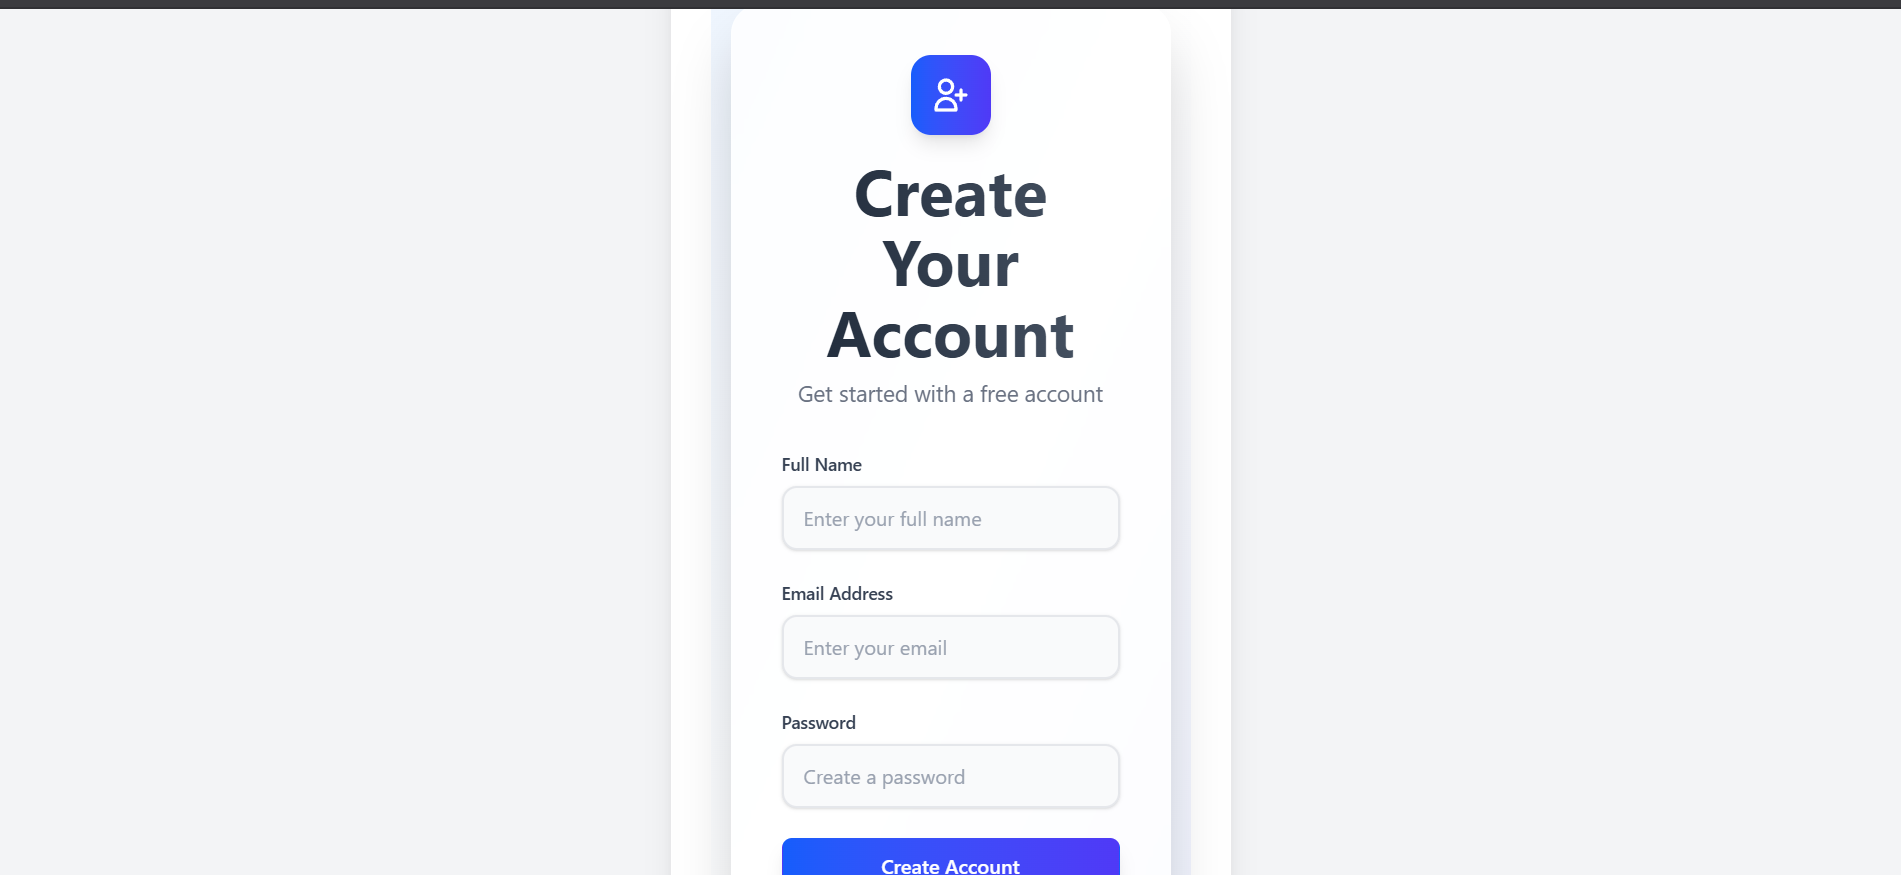 Create
Your
Account
Get started with a free account
Full Name
Enter your full name
Email Address
Enter your email
Password
Create a password
Create Account